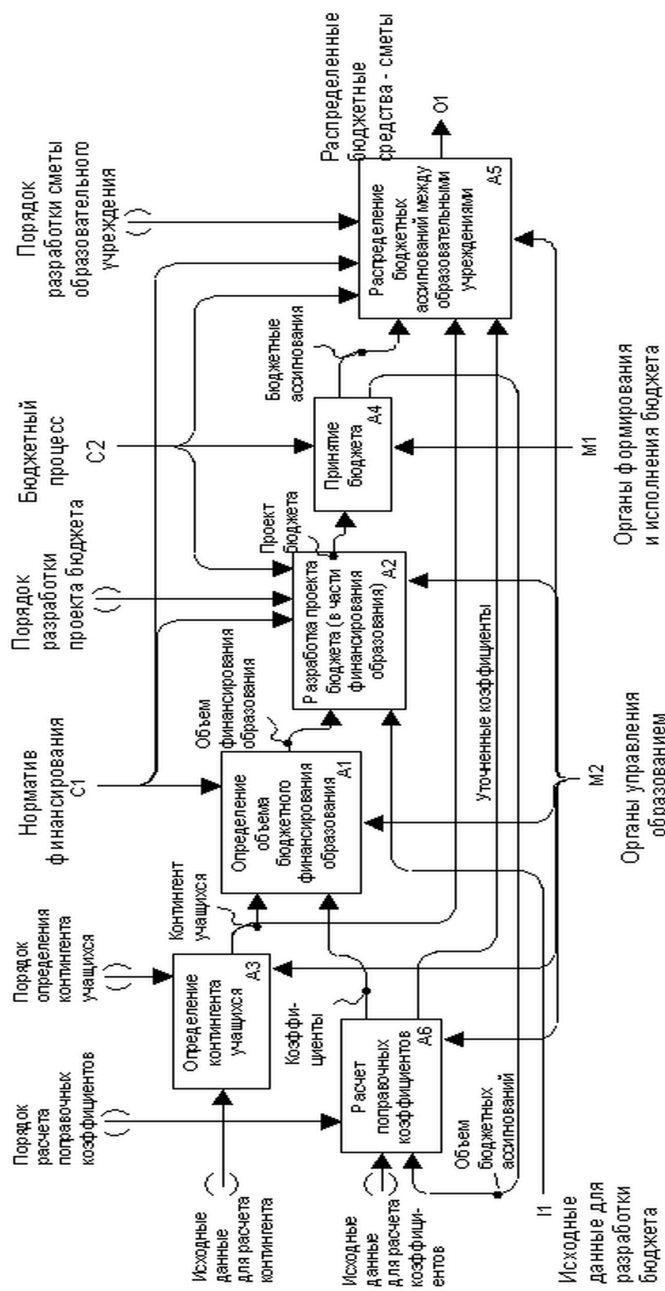 Порядок
расчета
поправочных
коэффициентов
Порядок
определения
контингента
учащихся
Норматив
финансирования
C1
Порядок
разработки
проекта бюджета
Бюджетный
процесс
C2
Порядок
разработки сметы
образовательного
учреждения
Исходные
данные
для расчета
контингента
Определение
контингента
учащихся
A3
Контингент
учащихся
Определение
объема
бюджетного
финансирования
образования
A1
Объем
финансирования
образования
Разработка проекта
бюджета (в части
финансирования
образования)
A2
Проект
бюджета
Принятие
бюджета
A4
Бюджетные
ассигнования
Распределение
бюджетных
ассигнований между
образовательными
учреждениями
A5
Распределенные
бюджетные
средства - сметы
O1
Исходные
данные
для расчета
коэффици-
ентов
Расчет
поправочных
коэффициентов
A6
Коэффи-
циенты
Уточненные коэффициенты
Объем
бюджетных
ассигнований
I1
Исходные
данные для
разработки
бюджета
M2
Органы управления
образованием
M1
Органы формирования
и исполнения бюджета